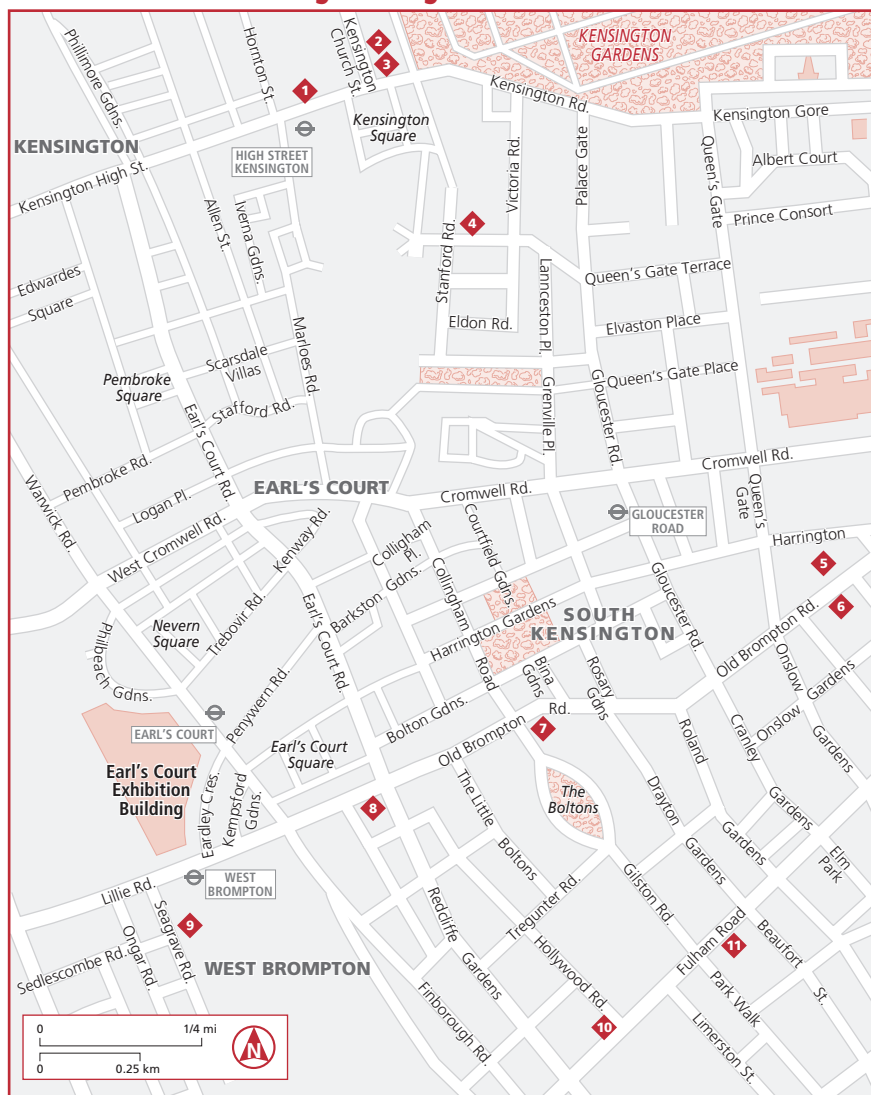 KENSINGTON
GARDENS
Phillimore Gdns.
Hornton St.
Kensington
Church St.
2
3
1
Kensington Rd.
Kensington Gore
Kensington
Square
KENSINGTON
HIGH STREET
KENSINGTON
Kensington High St.
Victoria Rd.
Palace Gate
Queen's Gate
Albert Court
Prince Consort
Allen St.
Iverna Gdns.
4
Stanford Rd.
Edwardes
Square
Queen's Gate Terrace
Lannceston Pl.
Eldon Rd.
Elvaston Place
Marloes Rd.
Scarsdale
Villas
Pembroke
Square
Queen's Gate Place
Stafford Rd.
Earl's Court Rd.
Grenville Pl.
Gloucester Rd.
Pembroke Rd.
Warwick Rd.
Logan Pl.
EARL'S COURT
Cromwell Rd.
Cromwell Rd.
West Cromwell Rd.
Kenway Rd.
Courtfield Gdns.
GLOUCESTER
ROAD
Queen's
Gate
Harrington
Colligham
Pl.
Collingham
Road
Barkston Gdns.
5
6
Gloucester Rd.
SOUTH
KENSINGTON
Trebovir Rd.
Nevern
Square
Earl's Court Rd.
Harrington Gardens
Old Brompton Rd.
Philbeach
Gdns.
Penywern Rd.
Bina
Gdns
Rosary
Gdns
Onslow
Gardens
Onslow Gardens
EARL'S COURT
Bolton Gdns.
Old Brompton
Rd.
7
Roland
Gardens
Cranley
Gardens
Earl's Court
Square
Earl's Court
Exhibition
Building
Eardley Cres.
Kempsford
Gdns.
8
The Little
Boltons
The
Boltons
Drayton
Gardens
Elm
Park
WEST
BROMPTON
Lillie Rd.
Gilston Rd.
Tregunter Rd.
Redcliffe
Gardens
Seagrave Rd.
9
Ongar Rd.
Sedlescombe Rd.
WEST BROMPTON
Hollywood Rd.
Fulham Road
11
Beaufort
St.
Park Walk
Finborough Rd.
Limerston St.
10
0
1/4 mi
0
0.25 km
N